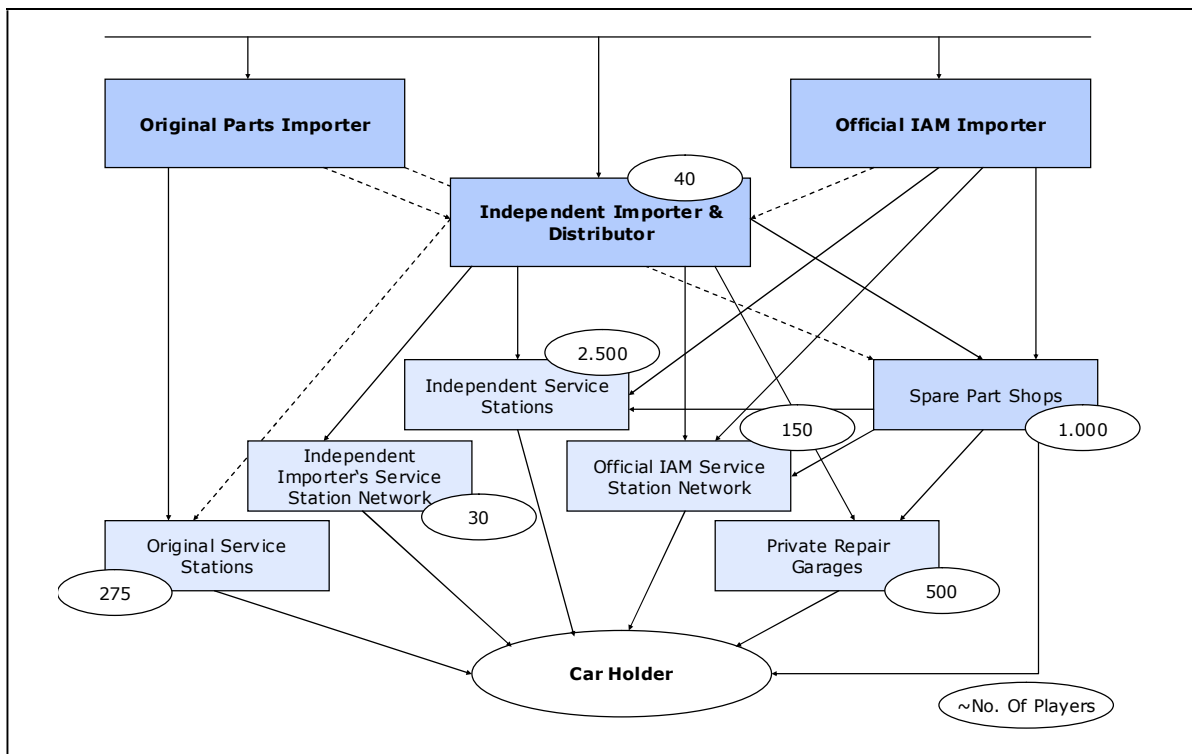 Original Parts Importer
Official IAM Importer
40
Independent Importer &
Distributor
2.500
Independent Service
Stations
Spare Part Shops
150
1.000
Independent
Importer‘s Service
Station Network
Official IAM Service
Station Network
30
Original Service
Stations
Private Repair
Garages
275
500
Car Holder
~No. Of Players